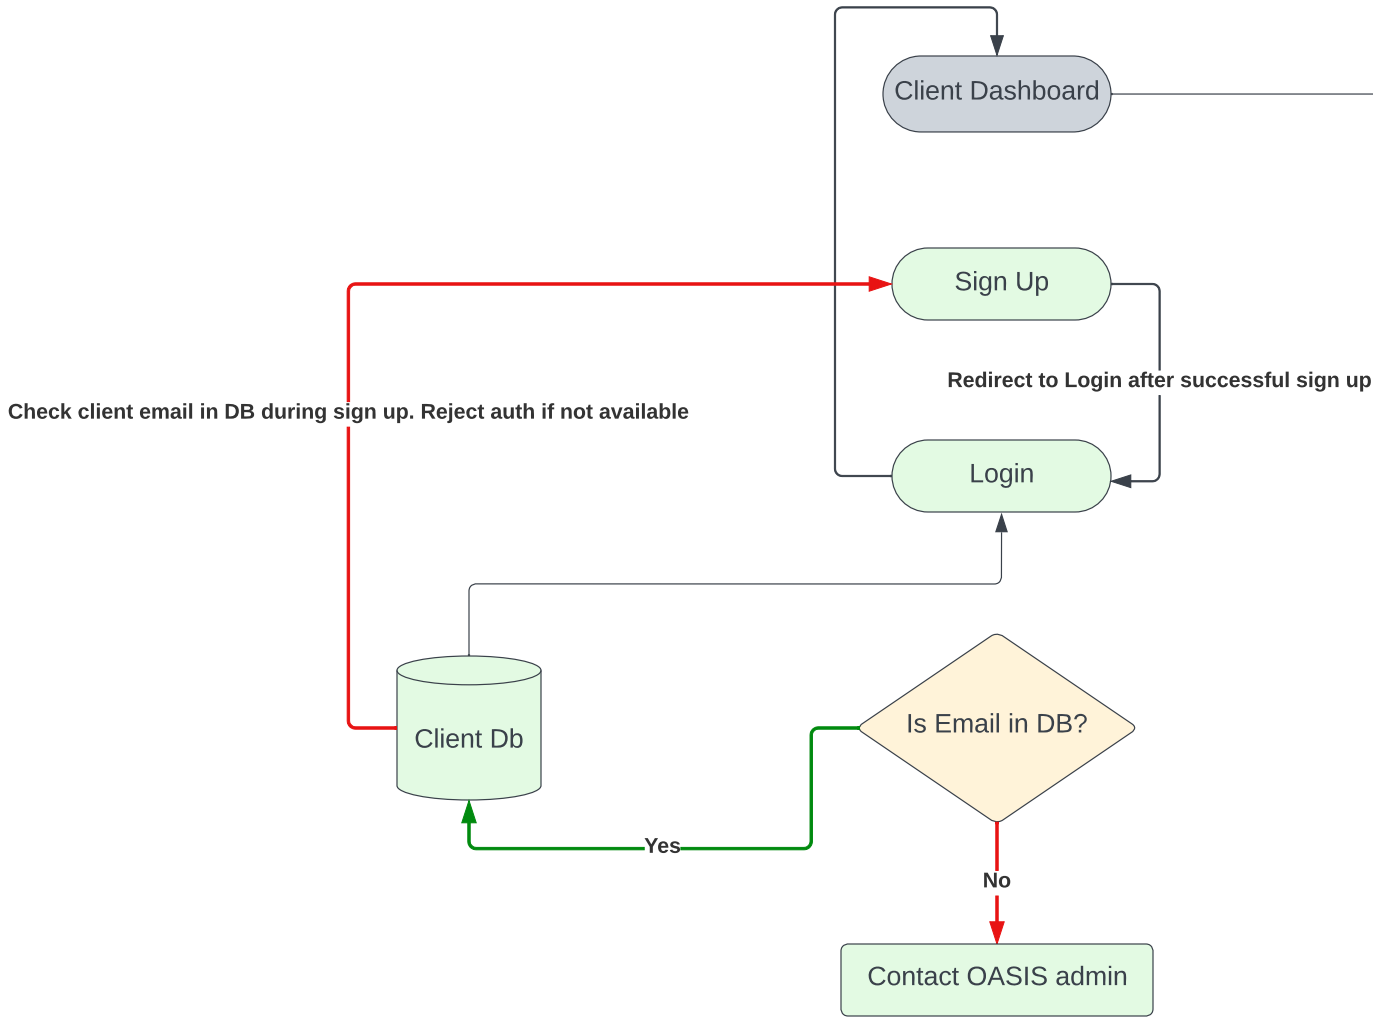 Client Dashboard
Sign Up
Redirect to Login after successful sign up
Check client email in DB during sign up. Reject auth if not available
Login
Is Email in DB?
Client Db
Yes
No
Contact OASIS admin